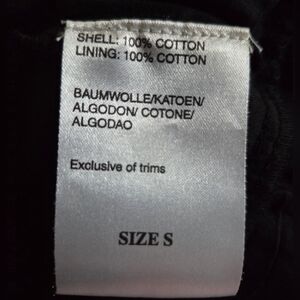 SHELL: 100% COTTON
LINING: 100% COTTON
BAUMWOLLE/KATOEN/
ALGODON/ COTONE/
ALGODAO
Exclusive of trims
SIZE S